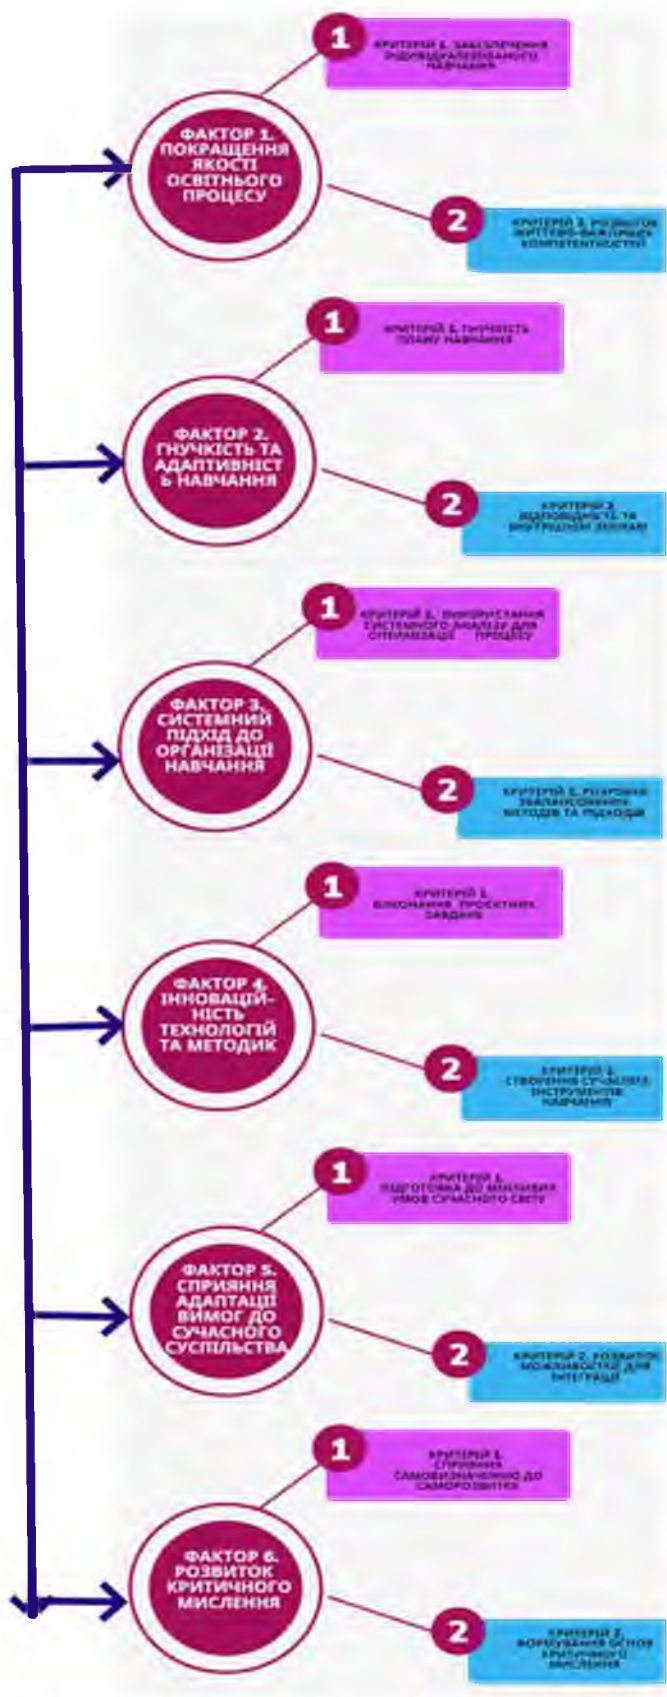 1
КРИТЕРІЙ 1. ЗАБЕЗПЕЧЕННЯ
ІНДИВІДУАЛІЗОВАНОГО
НАВЧАННЯ
ФАКТОР 1.
ПОКРАЩЕННЯ
ЯКОСТІ
ОСВІТНЬОГО
ПРОЦЕСУ
2
КРИТЕРІЙ 2. РОЗВИТОК
ЖИТТЄВО-ВАЖЛИВИХ
КОМПЕТЕНТНОСТЕЙ
1
КРИТЕРІЙ 1. ГНУЧКІСТЬ
ПЛАНУ НАВЧАННЯ
ФАКТОР 2.
ГНУЧКІСТЬ ТА
АДАПТИВНІСТ
Ь НАВЧАННЯ
2
КРИТЕРІЙ 2
ВІДПОВІДНІСТЬ ТА
1
КРИТЕРІЙ 1. ВИКОРИСТАННЯ
СИСТЕМНОГО АНАЛІЗУ ДЛЯ
ОПТИМІЗАЦІЇ ПРОЦЕСУ
ФАКТОР 3.
СИСТЕМНИЙ
ПІДХІД ДО
ОРГАНІЗАЦІЇ
НАВЧАННЯ
2
КРИТЕРІЙ 2. РОЗРОБКА
ЗБАЛАНСОВАНИХ
МЕТОДІВ ТА ПІДХОДІВ
1
КРИТЕРІЙ 1.
ВИКОНАННЯ ПРОЄКТНИХ
ЗАВДАНЬ
ФАКТОР 4.
ІННОВАЦІЙ-
НІСТЬ
ТЕХНОЛОГІЙ
ТА МЕТОДИК
2
КРИТЕРІЙ 2.
СТВОРЕННЯ СУЧАСНИХ
ІНСТРУМЕНТІВ
НАВЧАННЯ
1
КРИТЕРІЙ 1.
ПІДГОТОВКА ДО МІНЛИВИХ
УМОВ СУЧАСНОГО СВІТУ
ФАКТОР 5.
СПРИЯННЯ
АДАПТАЦІЇ
ВИМОГ ДО
СУЧАСНОГО
СУСПІЛЬСТВА
2
КРИТЕРІЙ 2. РОЗВИТОК
МОЖЛИВОСТЕЙ ДЛЯ
ІНТЕГРАЦІЇ
1
КРИТЕРІЙ 1.
СПРИЯННЯ
САМОВИЗНАЧЕННЮ ДО
САМОРОЗВИТКУ
ФАКТОР 6.
РОЗВИТОК
КРИТИЧНОГО
МИСЛЕННЯ
2
КРИТЕРІЙ 2.
ФОРМУВАННЯ ОСНОВ
КРИТИЧНОГО
МИСЛЕННЯ